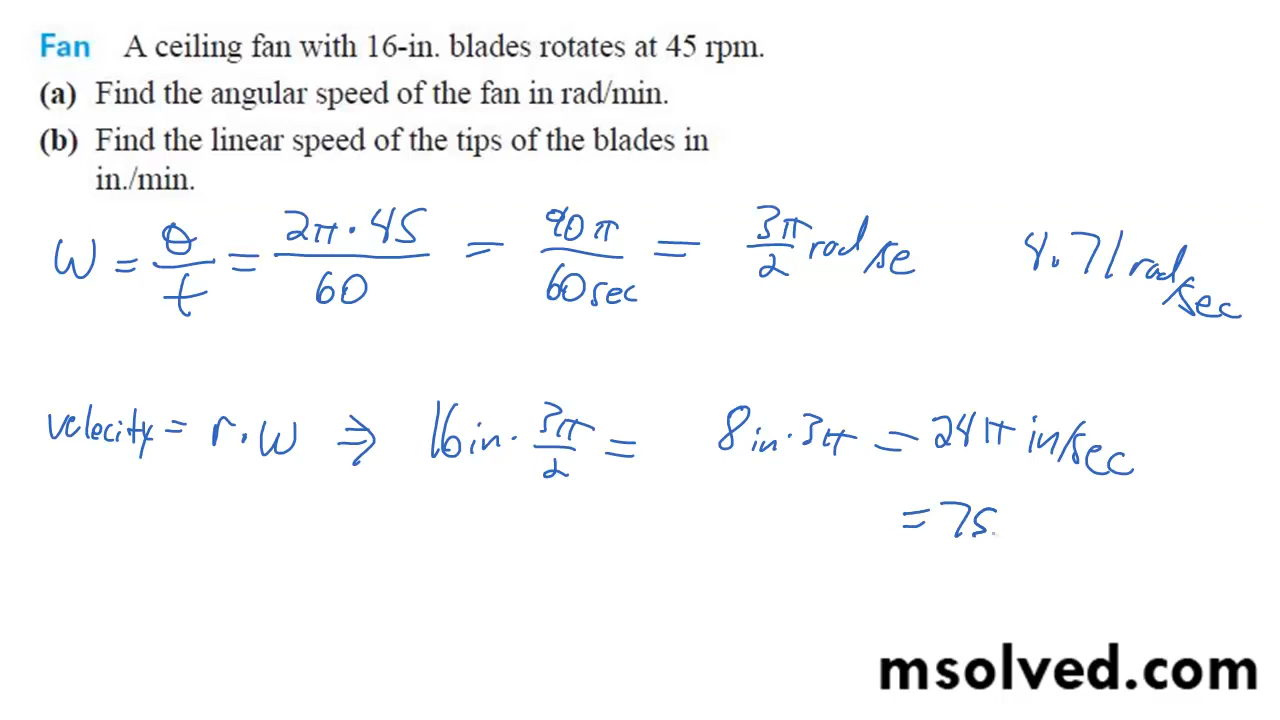 Fan A ceiling fan with 16-in. blades rotates at 45 rpm.
(a) Find the angular speed of the fan in rad/min.
(b) Find the linear speed of the tips of the blades in
in./min.
W = θ/t = 2π · 45/60 = 90π/60sec = 3π/2 rad/se 4.71 rad/sec
velocity = r · W ⇒ 16in · 3π/2 = 8in · 3π = 24π in/sec
= 75.
msolved.com